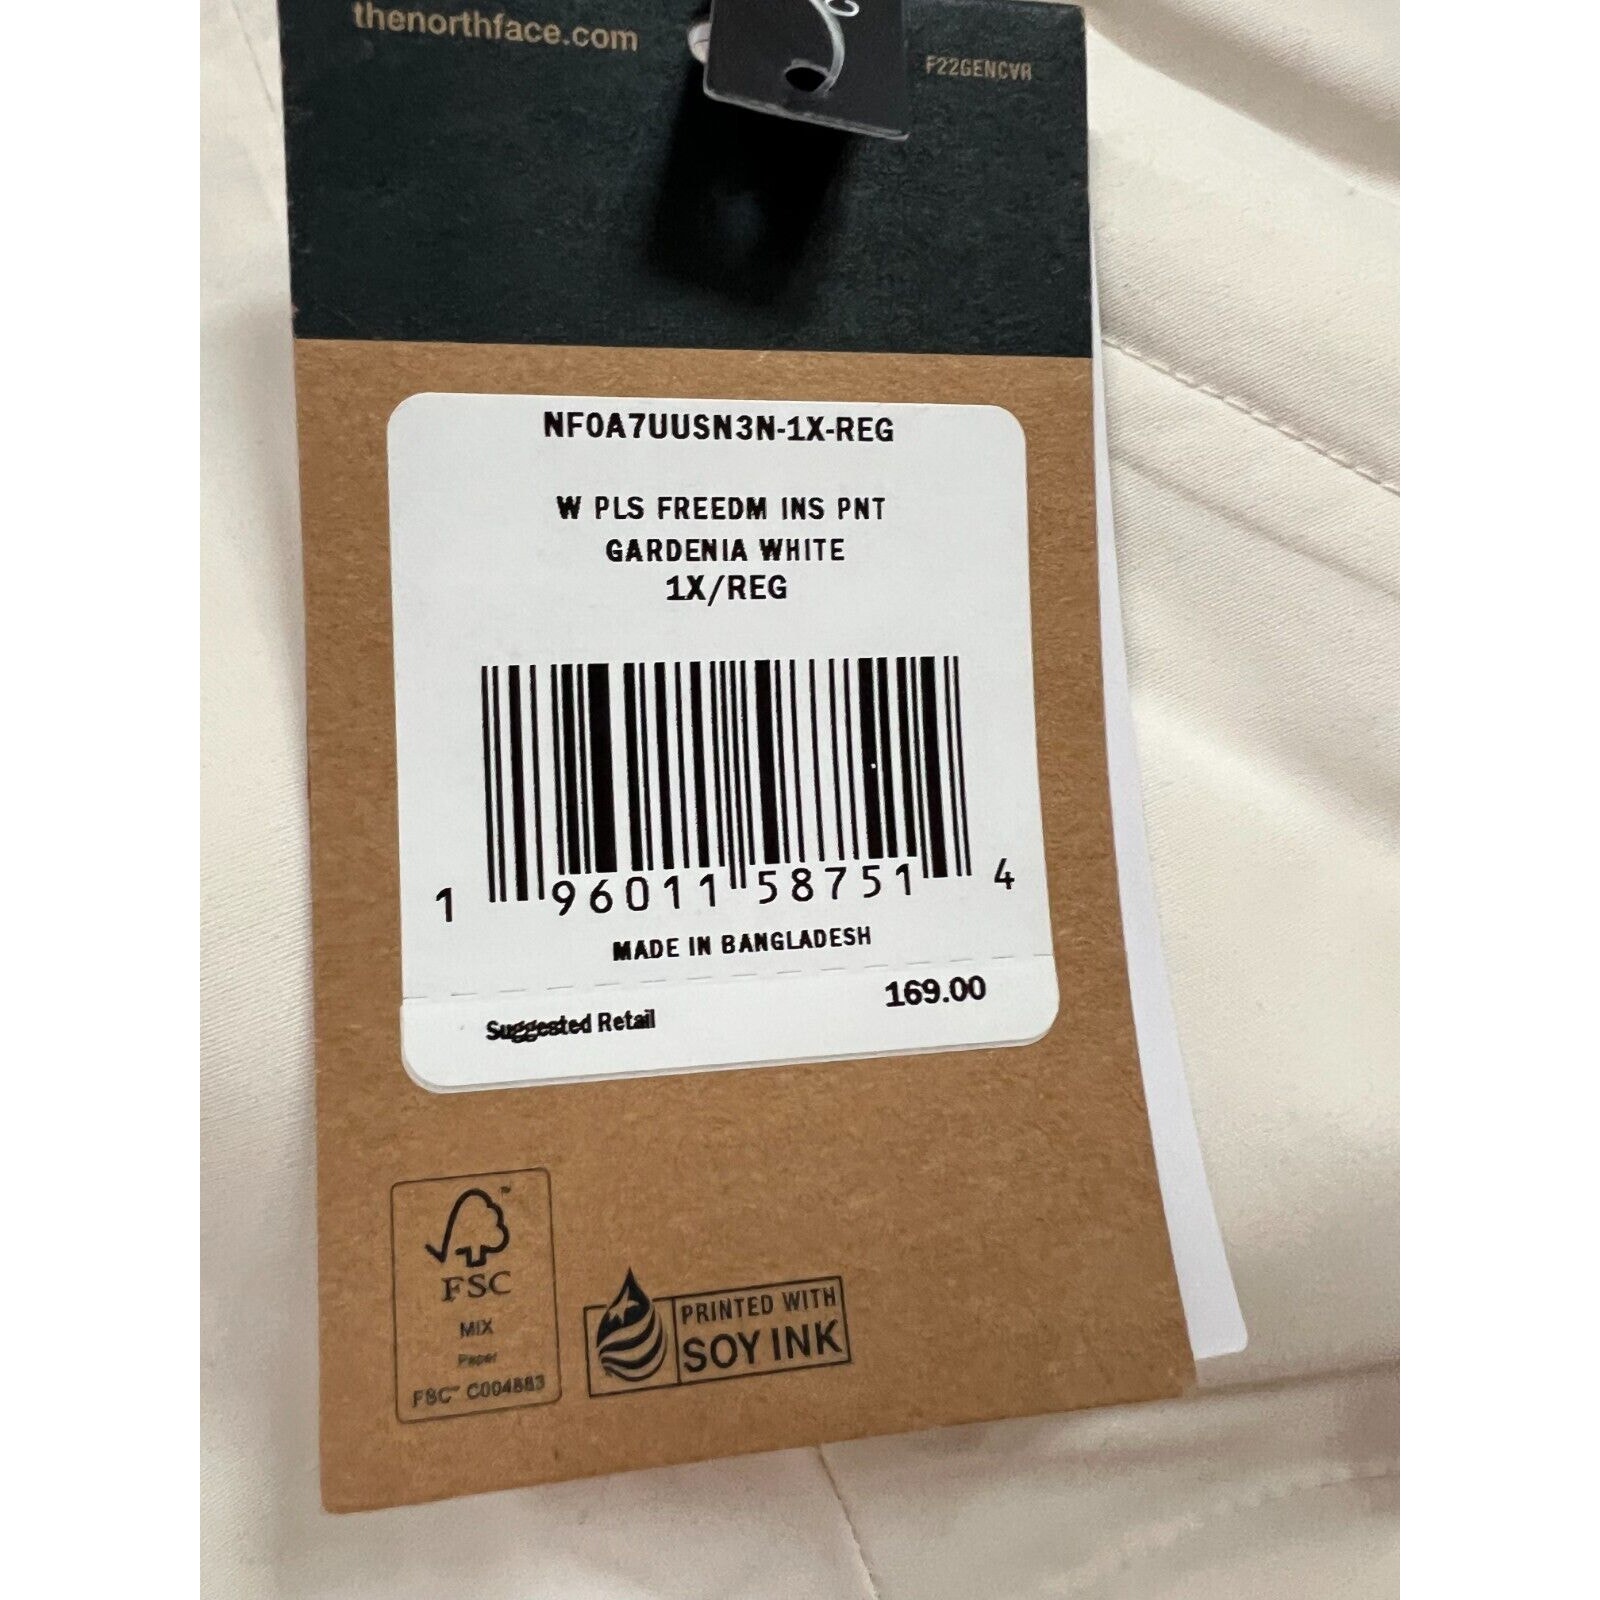 thenorthface.com
F22GENCVR
NF0A7UUSN3N-1X-REG
W PLS FREEDM INS PNT
GARDENIA WHITE
1X/REG
1 96011 58751 4
MADE IN BANGLADESH
169.00
Suggested Retail
FSC
MIX
Paper
FSC™ C004883
PRINTED WITH
SOY INK